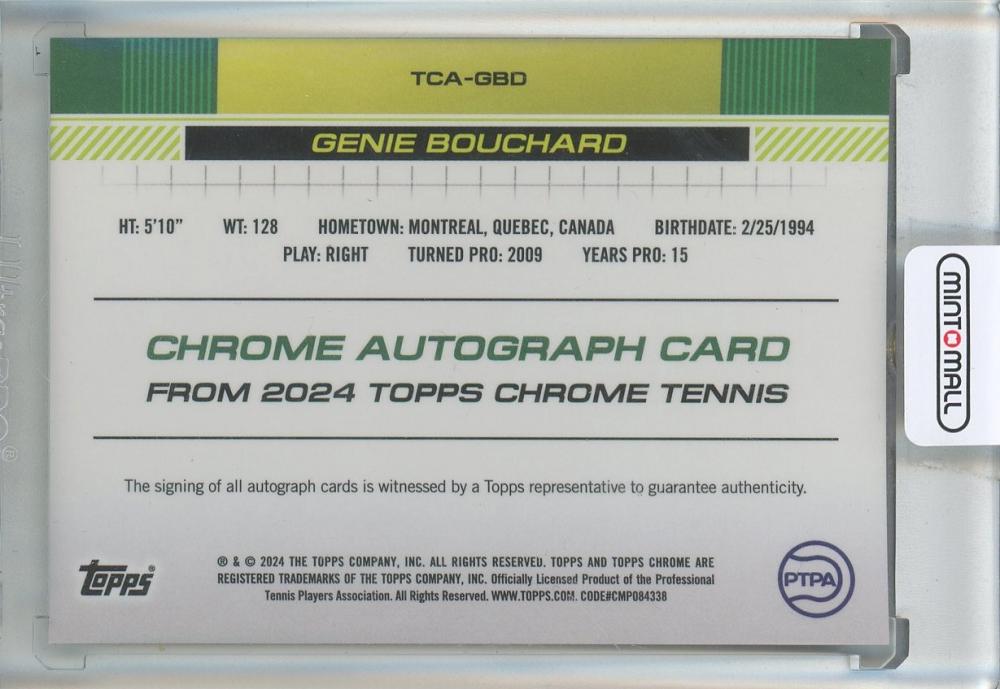 TCA-GBD
GENIE BOUCHARD
HT: 5'10" WT: 128 HOMETOWN: MONTREAL, QUEBEC, CANADA BIRTHDATE: 2/25/1994
PLAY: RIGHT TURNED PRO: 2009 YEARS PRO: 15
CHROME AUTOGRAPH CARD
FROM 2024 TOPPS CHROME TENNIS
The signing of all autograph cards is witnessed by a Topps representative to guarantee authenticity.
Topps®
® & © 2024 THE TOPPS COMPANY, INC. ALL RIGHTS RESERVED. TOPPS AND TOPPS CHROME ARE
REGISTERED TRADEMARKS OF THE TOPPS COMPANY, INC. Officially Licensed Product of the Professional
Tennis Players Association. All Rights Reserved. WWW.TOPPS.COM. CODE#CMP084338
PTPA
MINTOMALL